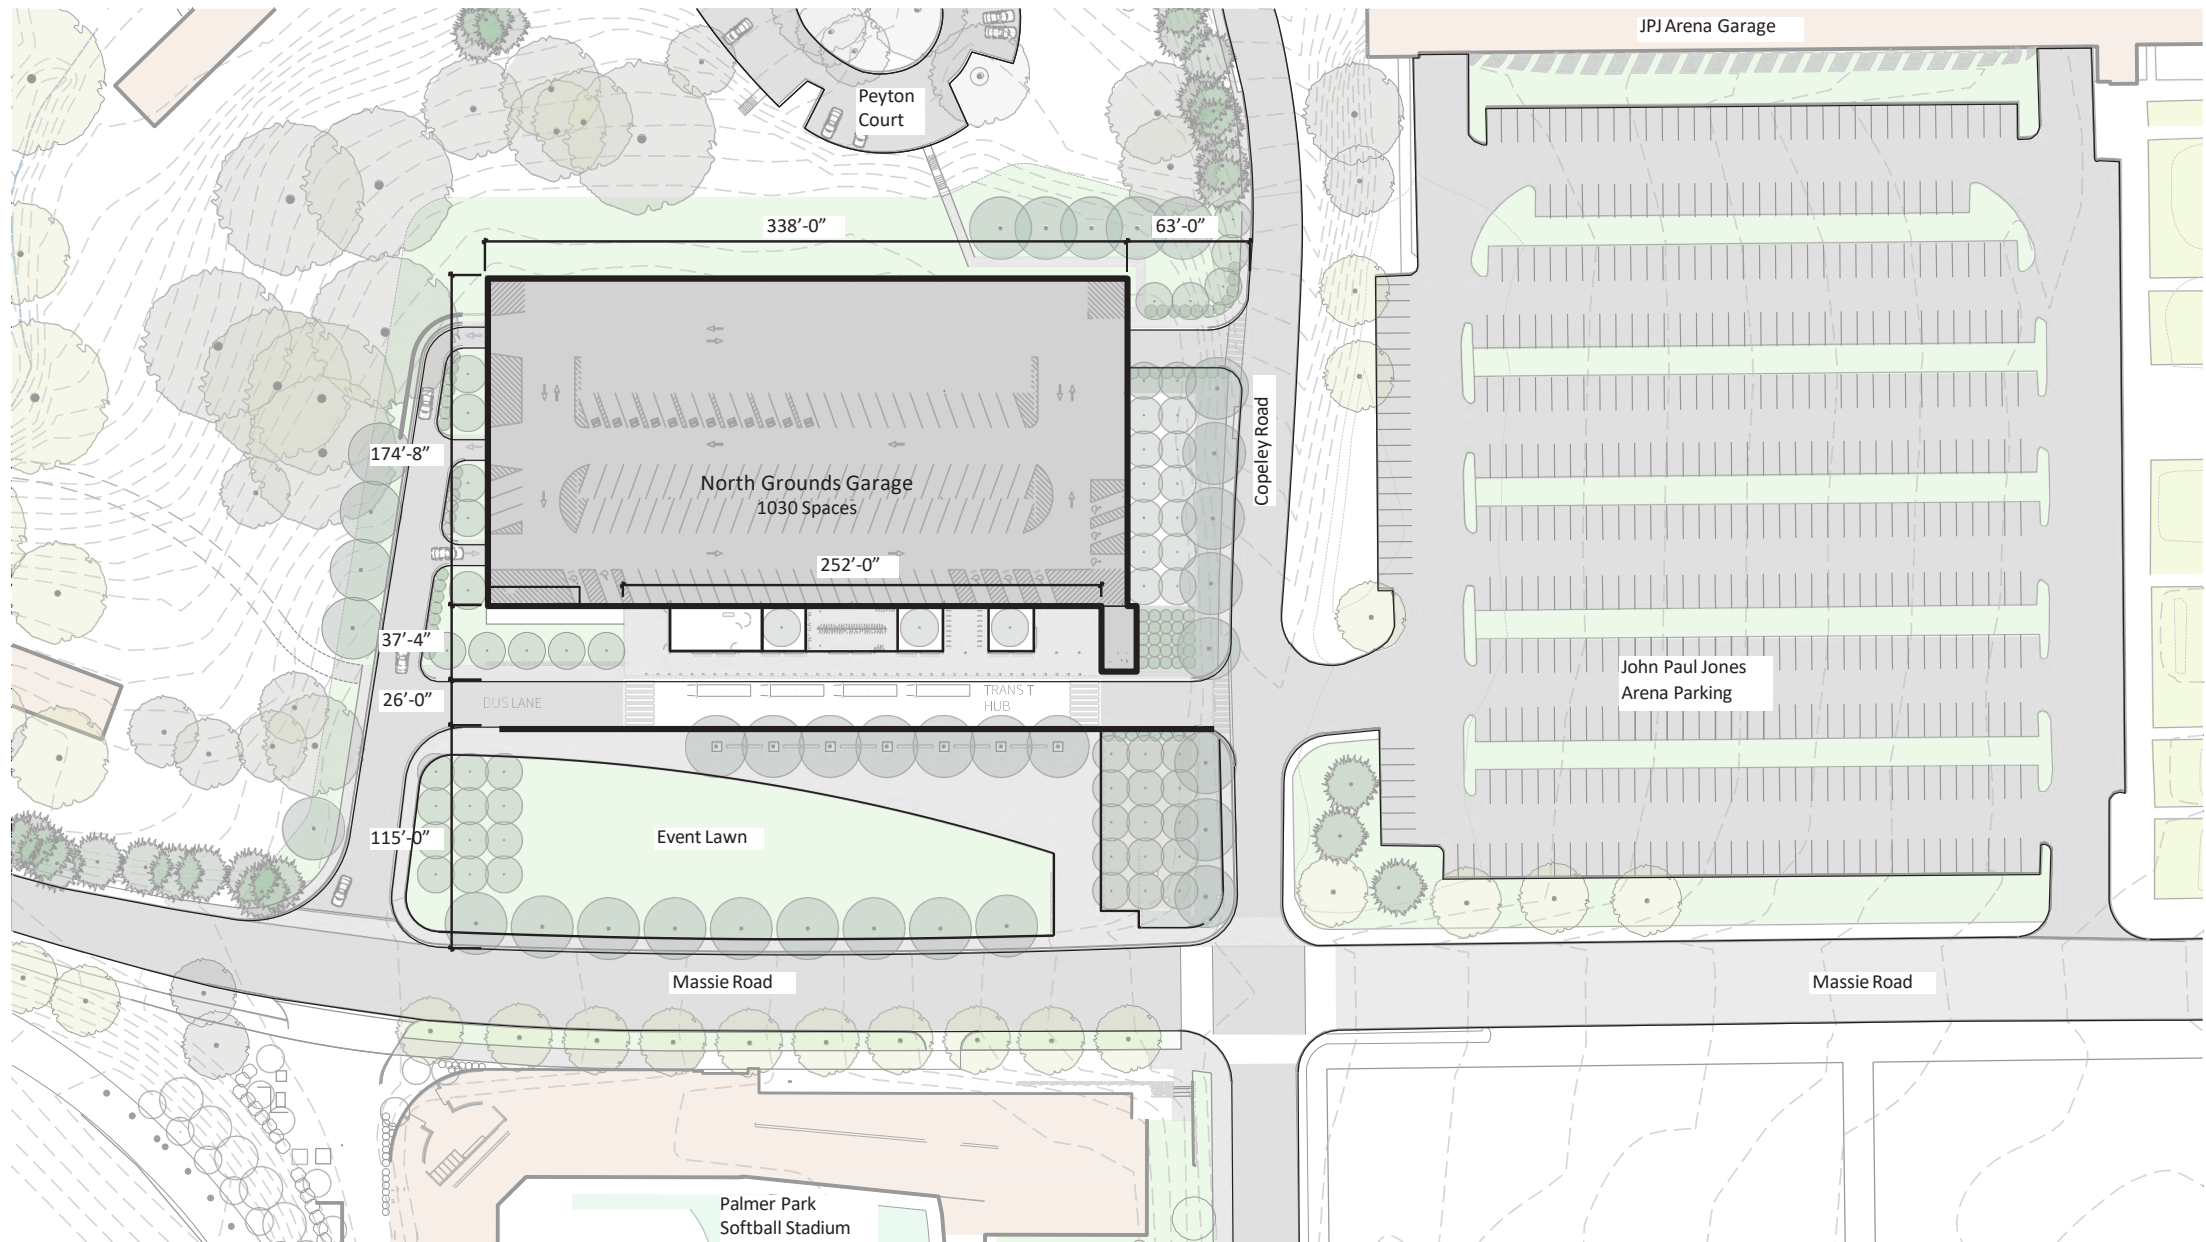 JPJ Arena Garage
Peyton
Court
338’-0”
63’-0”
Copeley Road
174’-8”
North Grounds Garage
1030 Spaces
252’-0”
37’-4”
John Paul Jones
Arena Parking
26’-0”
BUS LANE
TRANS T
HUB
115’-0”
Event Lawn
Massie Road
Massie Road
Palmer Park
Softball Stadium